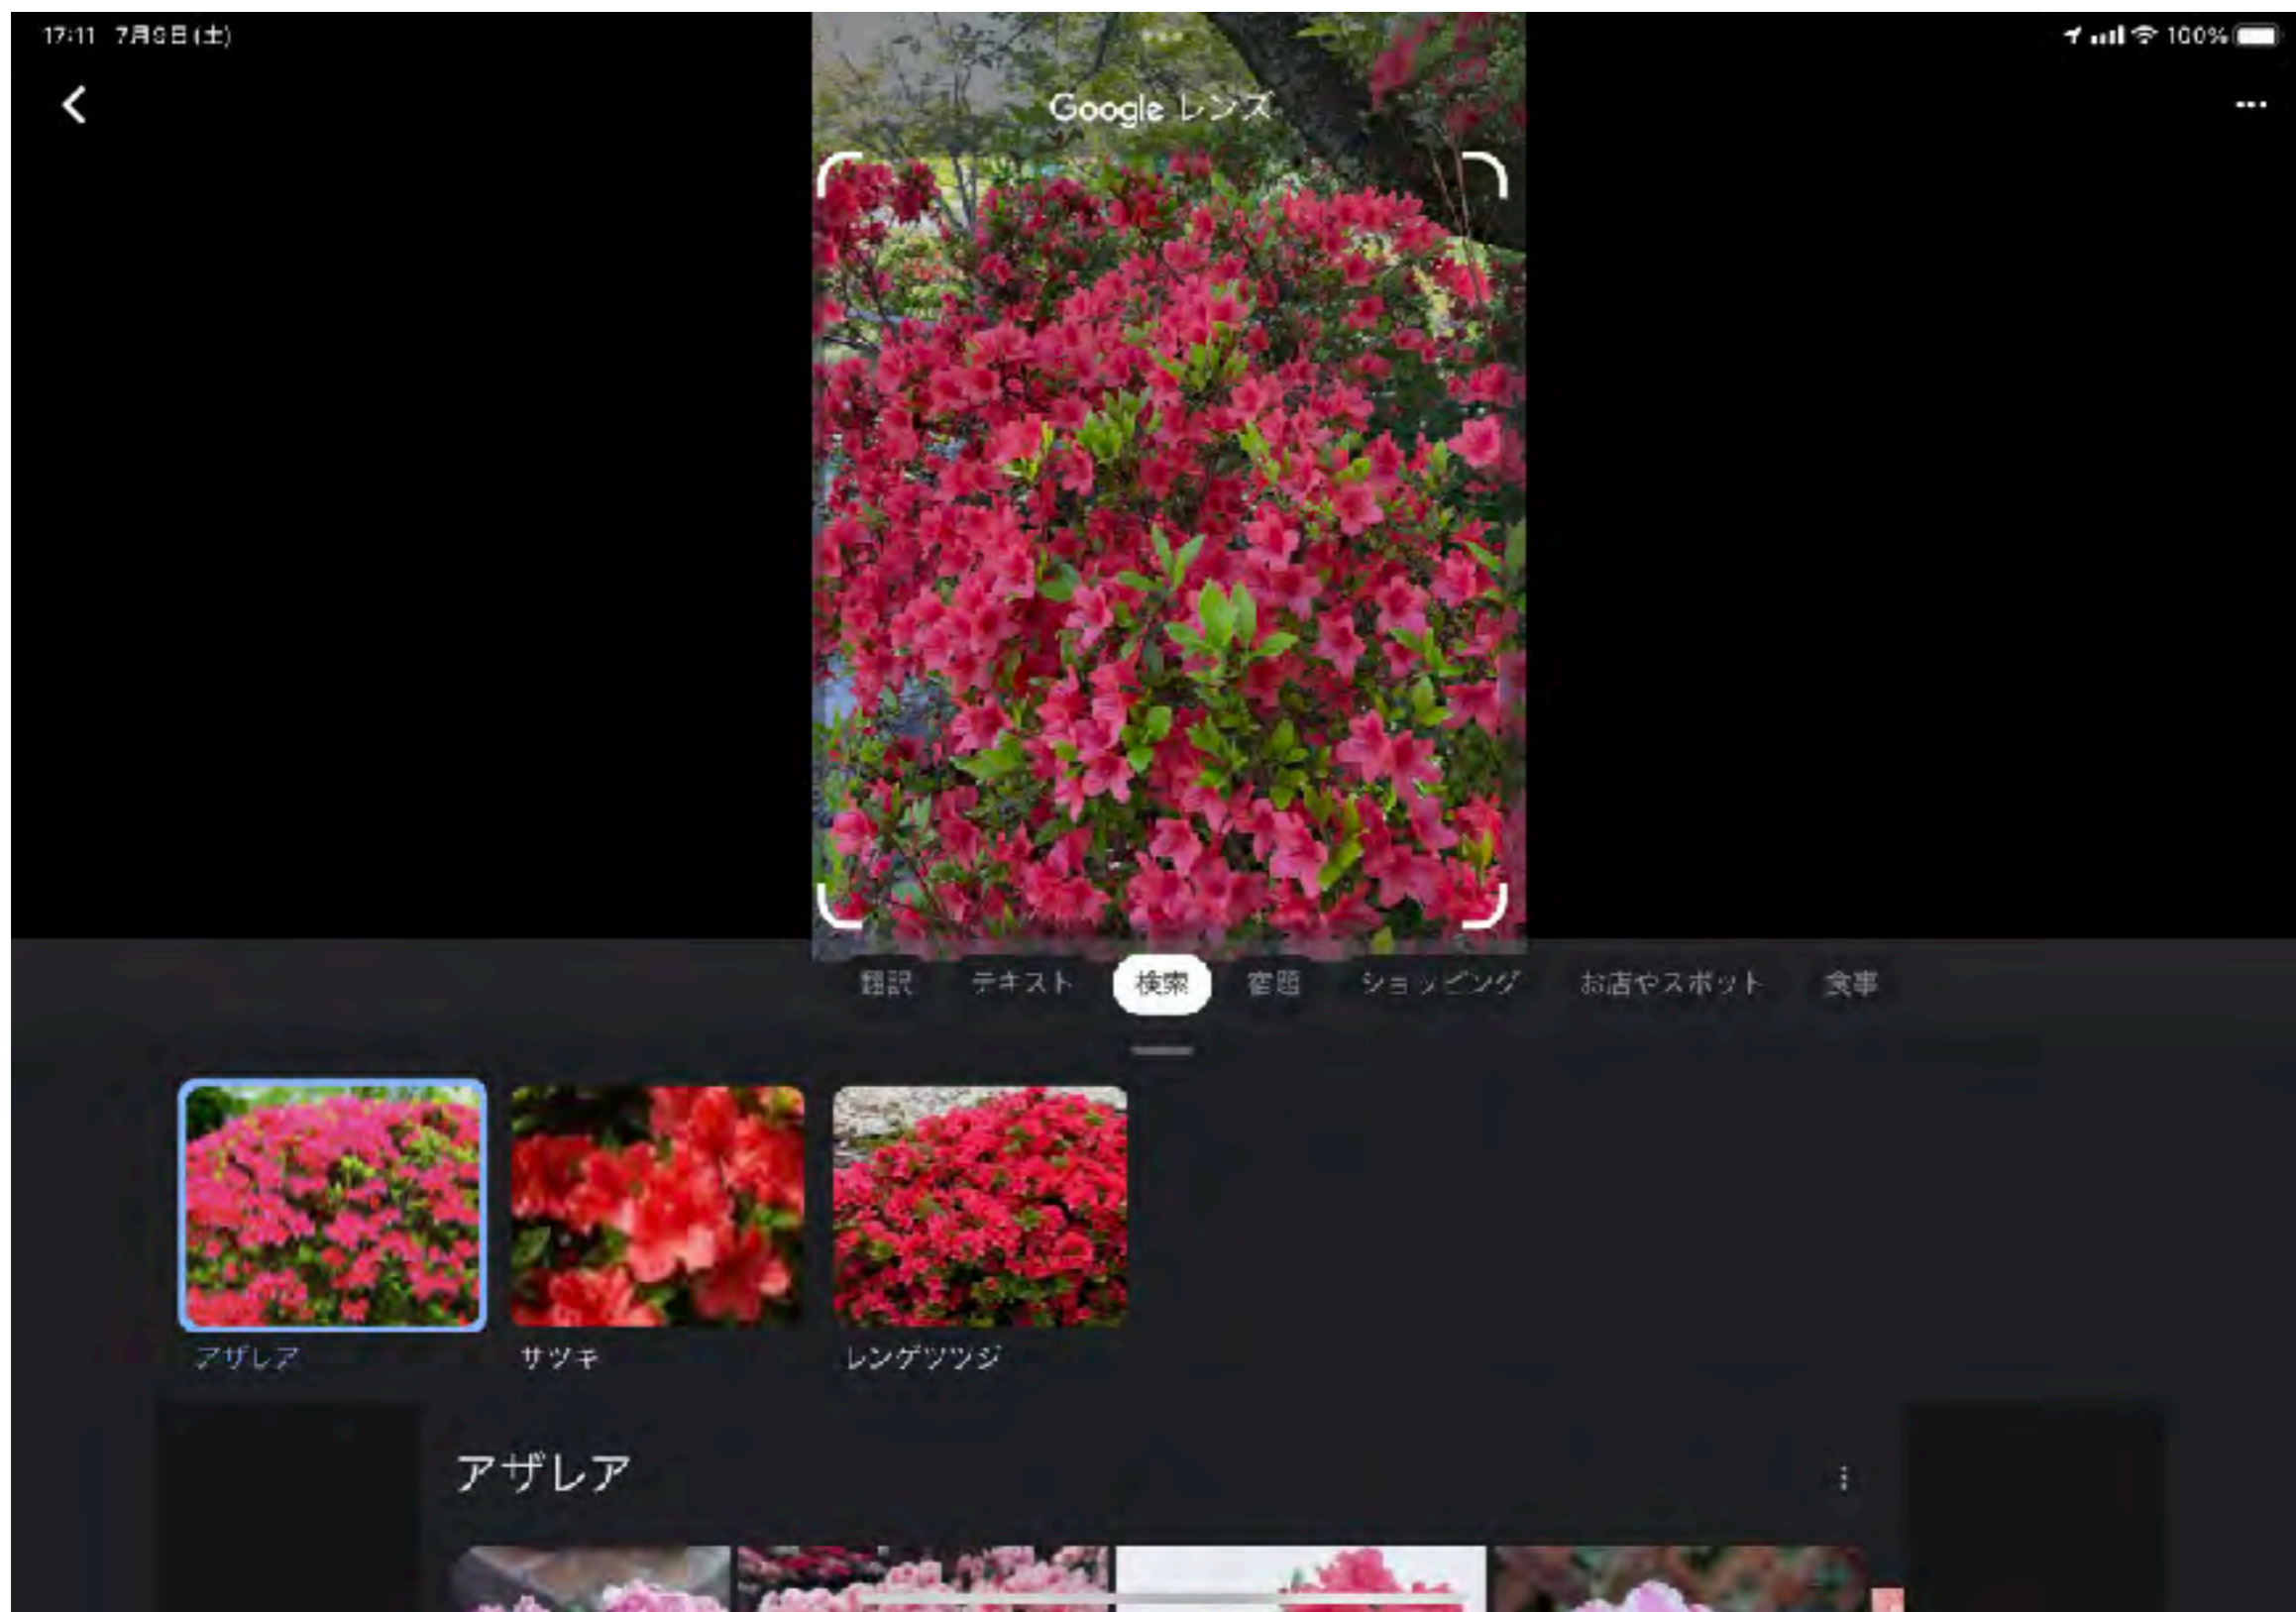 17:11 7月9日(土)
100%
Google レンズ
翻訳 テキスト 検索 宿題 ショッピング お店やスポット 食事
アザレア サツキ レンゲツツジ
アザレア